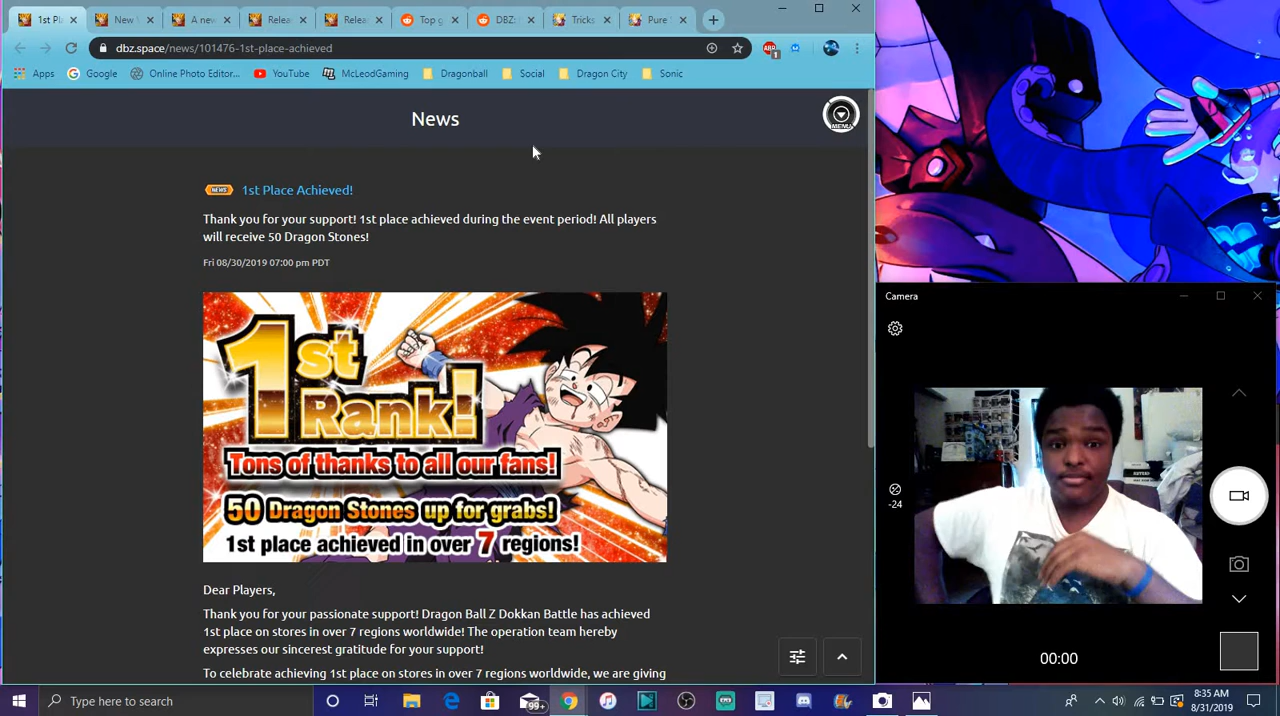 1st Pl
New
A new
Relea
Relea
Top g
DBZ:
Tricks
Pure
dbz.space/news/101476-1st-place-achieved
Apps
Google
Online Photo Editor...
YouTube
McLeodGaming
Dragonball
Social
Dragon City
Sonic
News
MENU
NEWS 1st Place Achieved!
Thank you for your support! 1st place achieved during the event period! All players
will receive 50 Dragon Stones!
Fri 08/30/2019 07:00 pm PDT
1st
Rank!
Tons of thanks to all our fans!
50 Dragon Stones up for grabs!
1st place achieved in over 7 regions!
Dear Players,
Thank you for your passionate support! Dragon Ball Z Dokkan Battle has achieved
1st place on stores in over 7 regions worldwide! The operation team hereby
expresses our sincerest gratitude for your support!
To celebrate achieving 1st place on stores in over 7 regions worldwide, we are giving
Camera
-24
00:00
Type here to search
99+
8:35 AM
8/31/2019